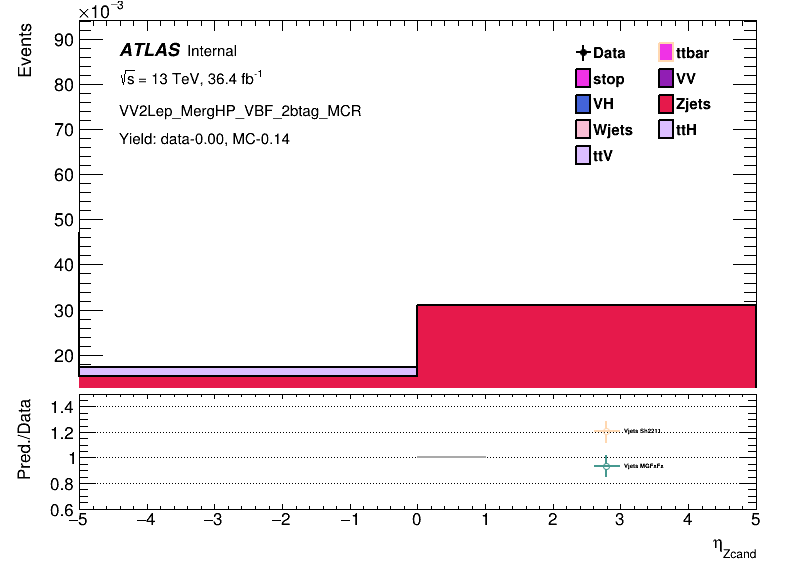 ×10⁻³
Events
90
80
70
60
50
40
30
20
ATLAS Internal
√s = 13 TeV, 36.4 fb⁻¹
VV2Lep_MergHP_VBF_2btag_MCR
Yield: data-0.00, MC-0.14
Data
ttbar
stop
VV
VH
Zjets
Wjets
ttH
ttV
Pred./Data
1.4
1.2
1
0.8
0.6
Vjets Sh2211
Vjets MGFxFx
−5 −4 −3 −2 −1 0 1 2 3 4 5
η_Zcand